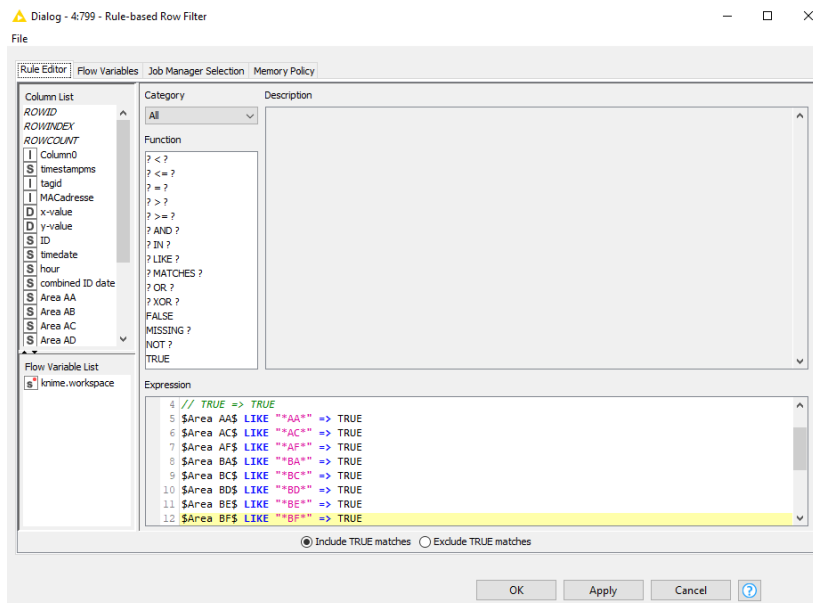 Dialog - 4:799 - Rule-based Row Filter
File
Rule Editor Flow Variables Job Manager Selection Memory Policy
Column List
ROWID
ROWINDEX
ROWCOUNT
I Column0
S timestampms
I tagid
I MACadresse
D x-value
D y-value
S ID
S timedate
S hour
S combined ID date
S Area AA
S Area AB
S Area AC
S Area AD
Flow Variable List
s knime.workspace
Category
All
Function
? < ?
? <= ?
? = ?
? > ?
? >= ?
? AND ?
? IN ?
? LIKE ?
? MATCHES ?
? OR ?
? XOR ?
FALSE
MISSING ?
NOT ?
TRUE
Description
Expression
4 // TRUE => TRUE
5 $Area AA$ LIKE "*AA*" => TRUE
6 $Area AC$ LIKE "*AC*" => TRUE
7 $Area AF$ LIKE "*AF*" => TRUE
8 $Area BA$ LIKE "*BA*" => TRUE
9 $Area BC$ LIKE "*BC*" => TRUE
10 $Area BD$ LIKE "*BD*" => TRUE
11 $Area BE$ LIKE "*BE*" => TRUE
12 $Area BF$ LIKE "*BF*" => TRUE
Include TRUE matches Exclude TRUE matches
OK Apply Cancel ?